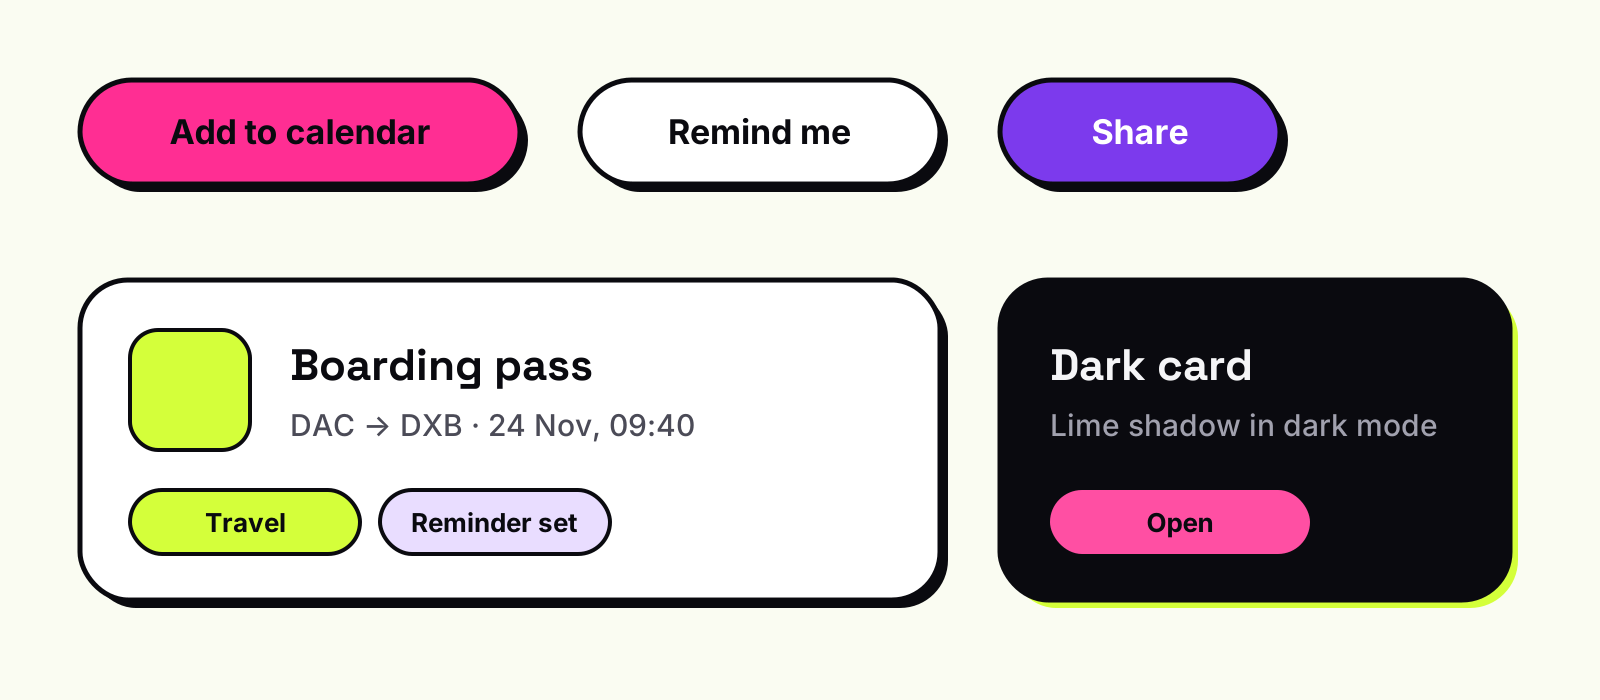 Add to calendar
Remind me
Share
Boarding pass
DAC → DXB · 24 Nov, 09:40
Travel
Reminder set
Dark card
Lime shadow in dark mode
Open